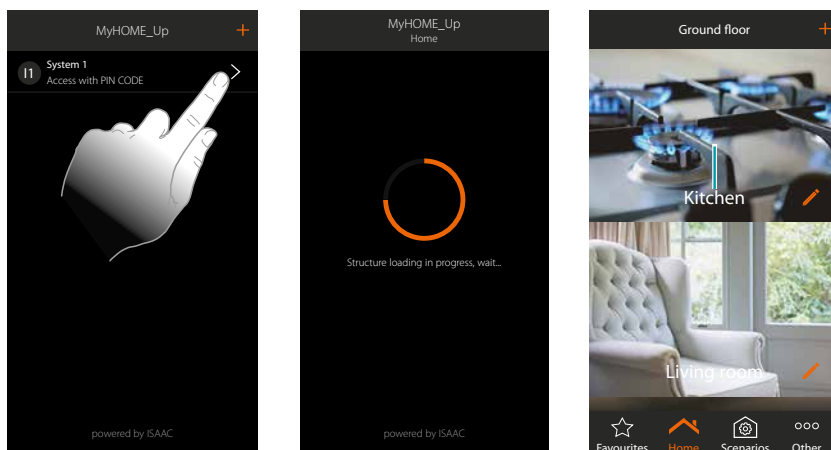 MyHOME_Up
+
I1
System 1
Access with PIN CODE
powered by ISAAC
MyHOME_Up
Home
Structure loading in progress, wait...
powered by ISAAC
Ground floor
+
Kitchen
Living room
Favourites Home Scenarios Other